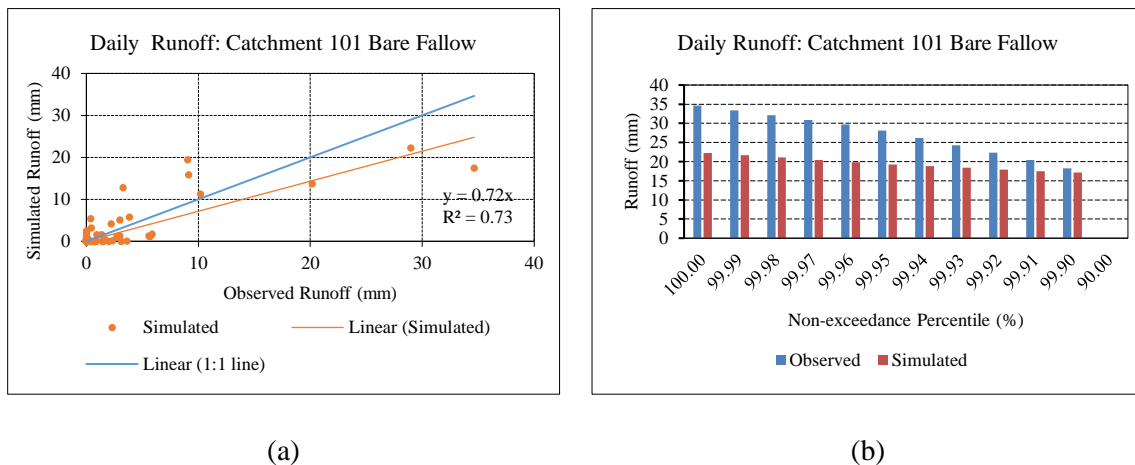 Daily Runoff: Catchment 101 Bare Fallow
40
30
20
10
0
Simulated Runoff (mm)
y = 0.72x
R² = 0.73
0 10 20 30 40
Observed Runoff (mm)
Simulated Linear (Simulated)
Linear (1:1 line)
(a)
Daily Runoff: Catchment 101 Bare Fallow
40
35
30
25
20
15
10
5
0
Runoff (mm)
100.00 99.99 99.98 99.97 99.96 99.95 99.94 99.93 99.92 99.91 99.90 90.00
Non-exceedance Percentile (%)
Observed Simulated
(b)